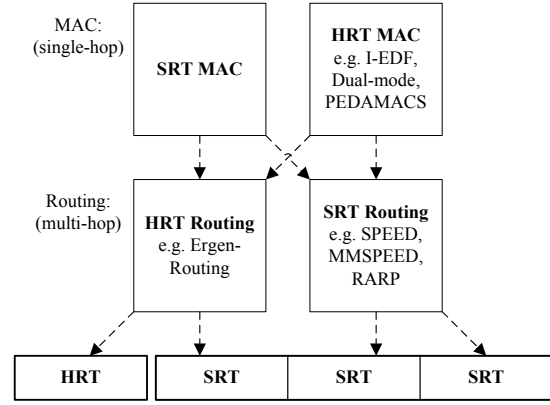 MAC:
(single-hop)
SRT MAC
HRT MAC
e.g. I-EDF,
Dual-mode,
PEDAMACS
Routing:
(multi-hop)
HRT Routing
e.g. Ergen-
Routing
SRT Routing
e.g. SPEED,
MMSPEED,
RARP
HRT
SRT
SRT
SRT